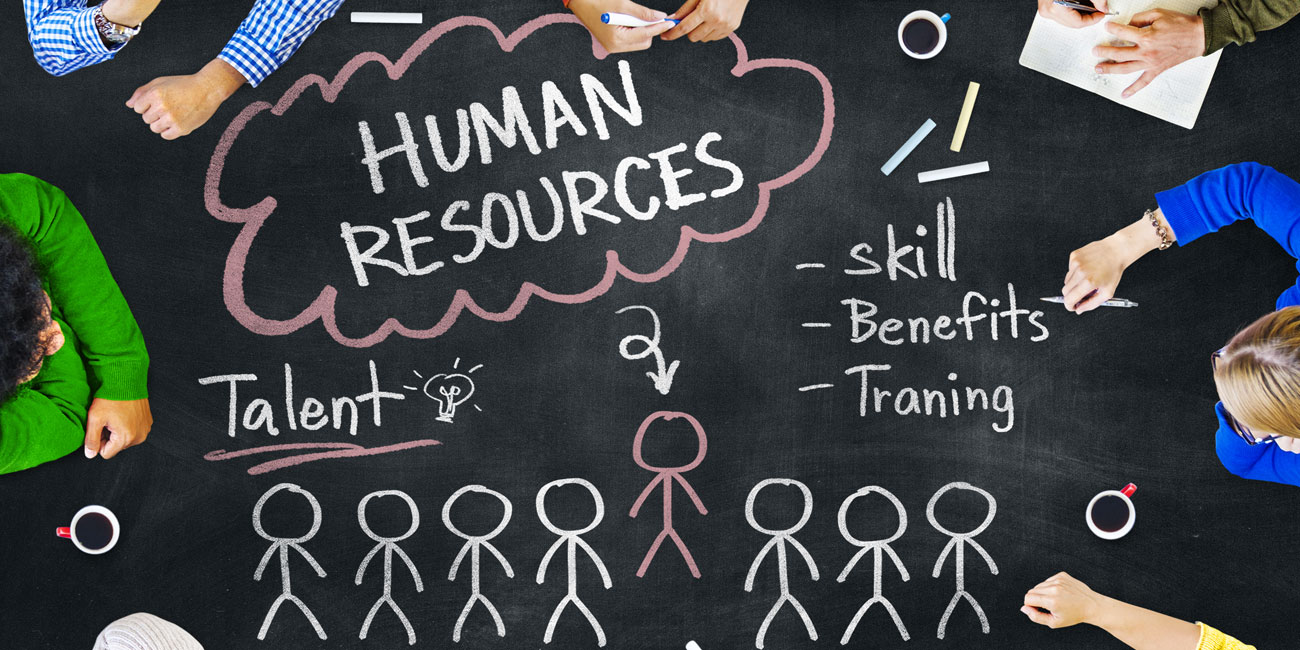 HUMAN
RESOURCES
Talent
- Skill
- Benefits
- Traning